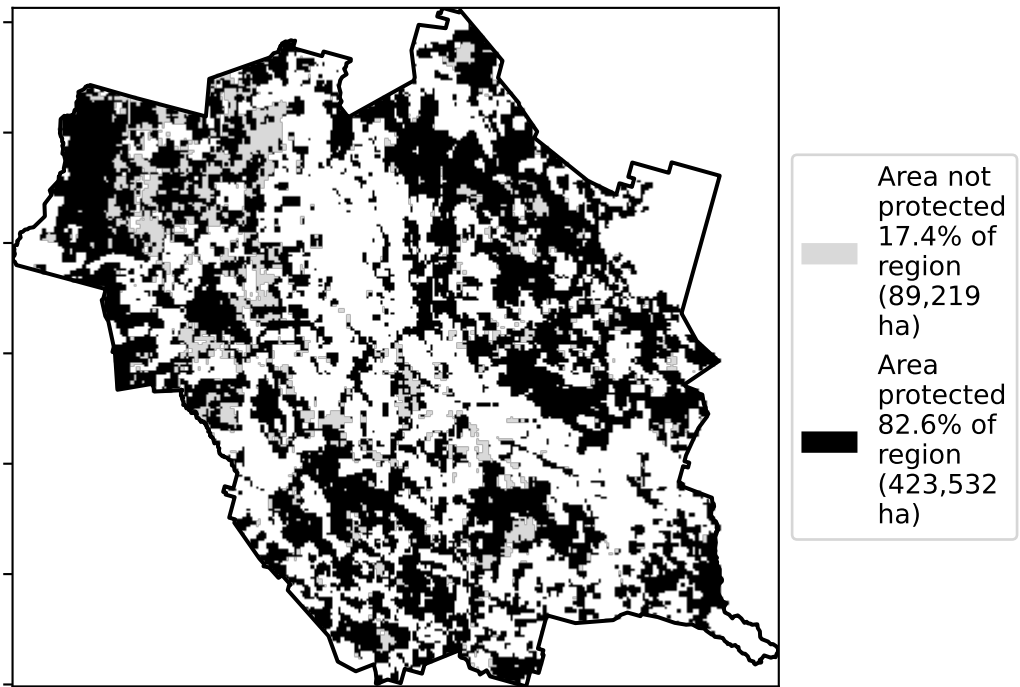 Area not
protected
17.4% of
region
(89,219
ha)
Area
protected
82.6% of
region
(423,532
ha)